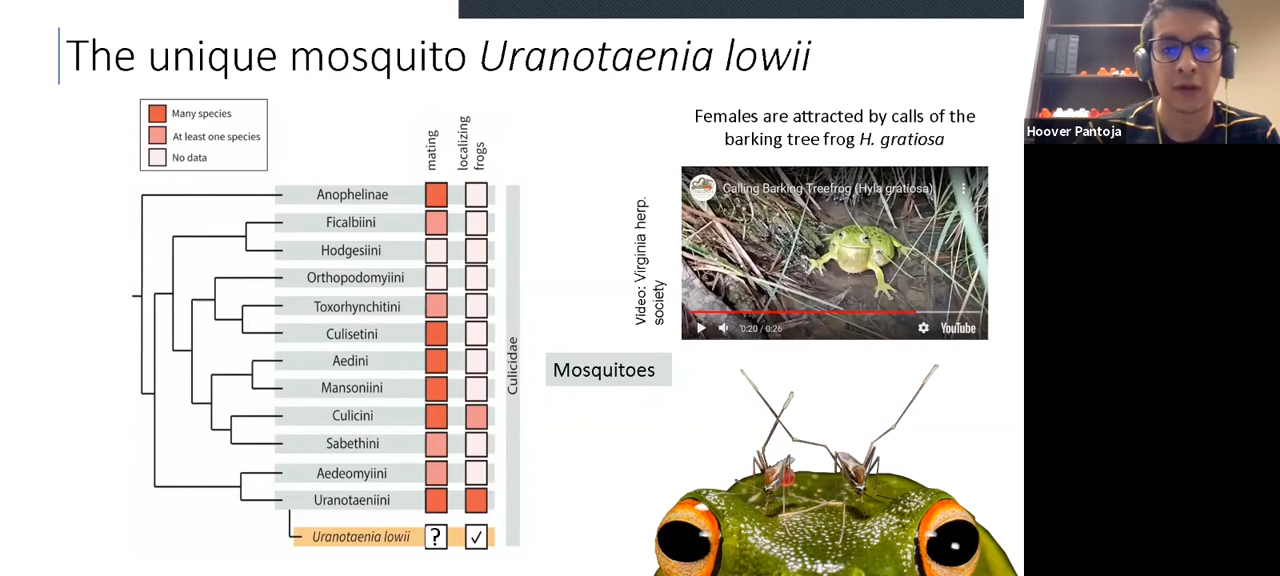 The unique mosquito Uranotaenia lowii
Many species
At least one species
No data
mating
localizing
frogs
Anophelinae
Ficalbiini
Hodgesiini
Orthopodomyiini
Toxorhynchitini
Culisetini
Aedini
Mansoniini
Culicini
Sabethini
Aedeomyiini
Uranotaeniini
Uranotaenia lowii
? ✓
Culicidae
Mosquitoes
Females are attracted by calls of the
barking tree frog H. gratiosa
Video: Virginia herp.
society
Calling Barking Treefrog (Hyla gratiosa)
0:20 / 0:26
YouTube
Hoover Pantoja